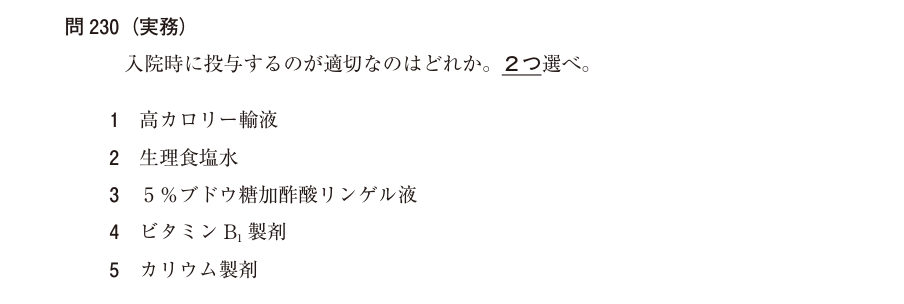 問 230（実務）
入院時に投与するのが適切なのはどれか。２つ選べ。
1 高カロリー輸液
2 生理食塩水
3 ５％ブドウ糖加酢酸リンゲル液
4 ビタミン B₁ 製剤
5 カリウム製剤